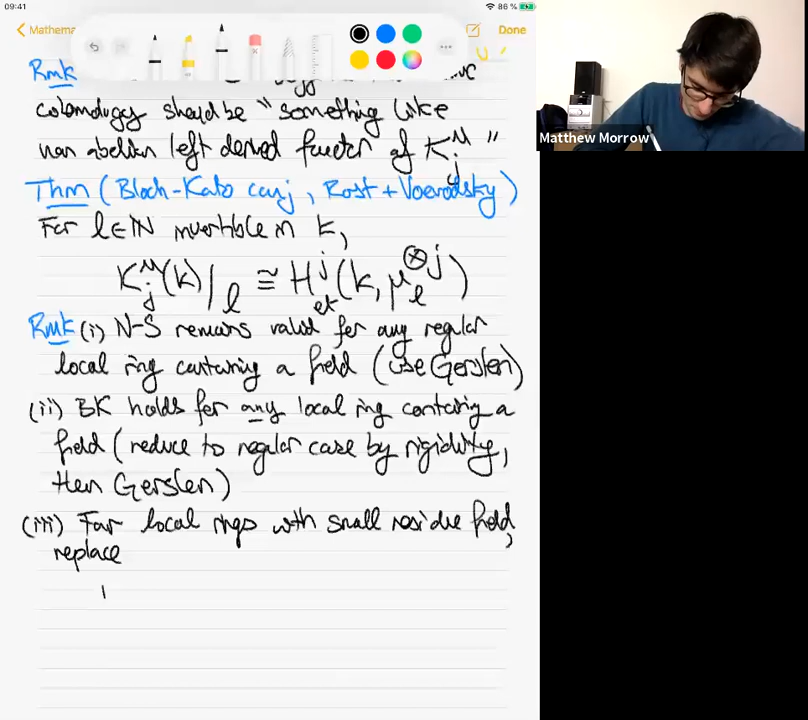 09:41
86 %
Mathema
Done
Rmk
cohomology should be "something like
non abelian left derived functor of K_j^M"
Thm (Bloch-Kato conj, Rost + Voevodsky)
For l ∈ ℕ invertible in k,
K_j^M(k)/l ≅ H_et^j(k, μ_l^{⊗j})
Rmk (i) N-S remains valid for any regular
local ring containing a field (use Gersten)
(ii) BK holds for any local ring containing a
field (reduce to regular case by rigidity,
then Gersten)
(iii) For local rings with small residue field,
replace
Matthew Morrow